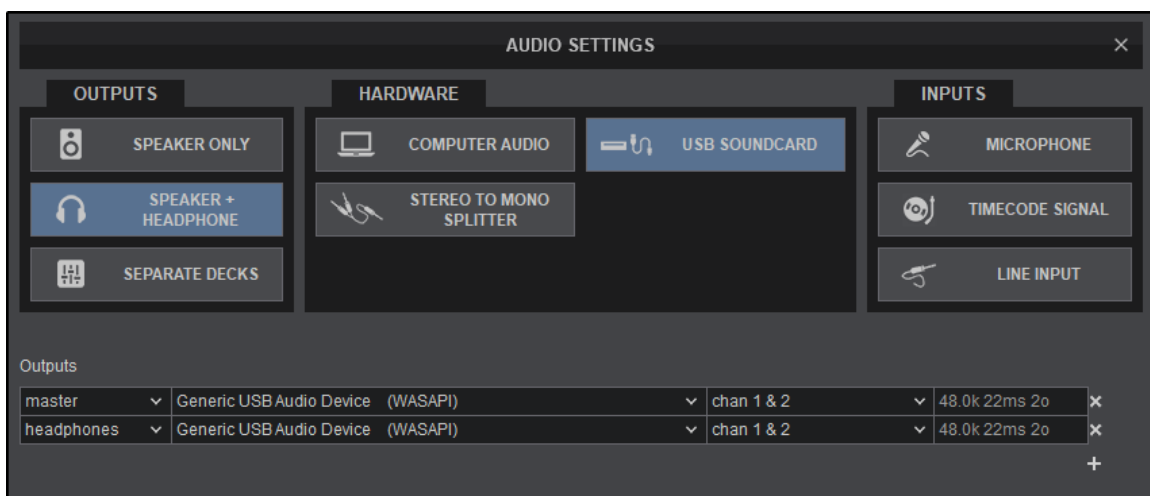 AUDIO SETTINGS
OUTPUTS
SPEAKER ONLY
SPEAKER +
HEADPHONE
SEPARATE DECKS
HARDWARE
COMPUTER AUDIO
USB SOUNDCARD
STEREO TO MONO
SPLITTER
INPUTS
MICROPHONE
TIMECODE SIGNAL
LINE INPUT
Outputs
master Generic USB Audio Device (WASAPI) chan 1 & 2 48.0k 22ms 2o
headphones Generic USB Audio Device (WASAPI) chan 1 & 2 48.0k 22ms 2o